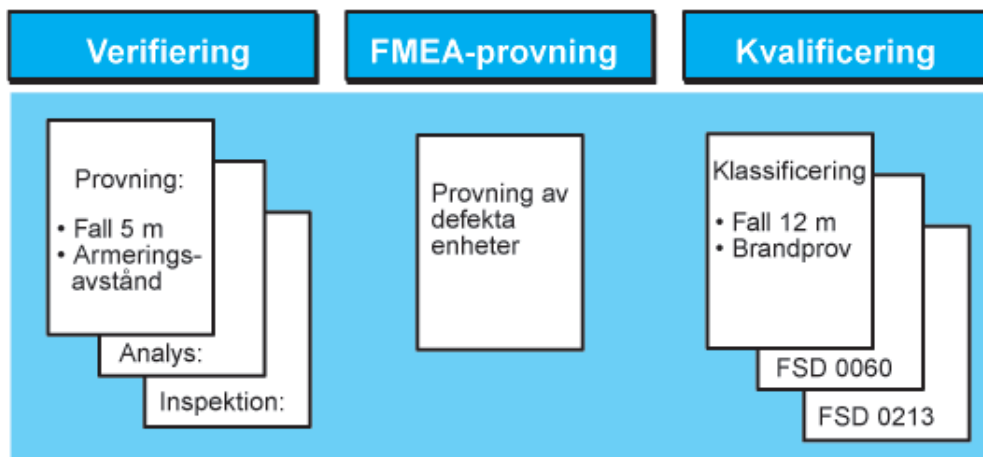 Verifiering
FMEA-provning
Kvalificering
Provning:
• Fall 5 m
• Armerings-
avstånd
Analys:
Inspektion:
Provning av
defekta
enheter
Klassificering
• Fall 12 m
• Brandprov
FSD 0060
FSD 0213